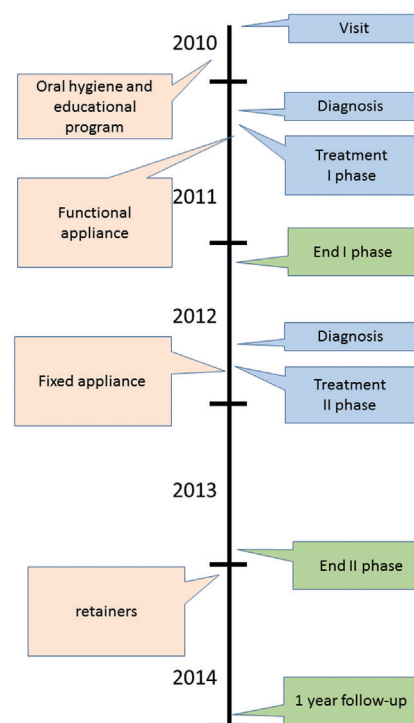 Visit
2010
Oral hygiene and
educational
program
Diagnosis
Treatment
I phase
2011
Functional
appliance
End I phase
2012
Diagnosis
Fixed appliance
Treatment
II phase
2013
End II phase
retainers
2014
1 year follow-up